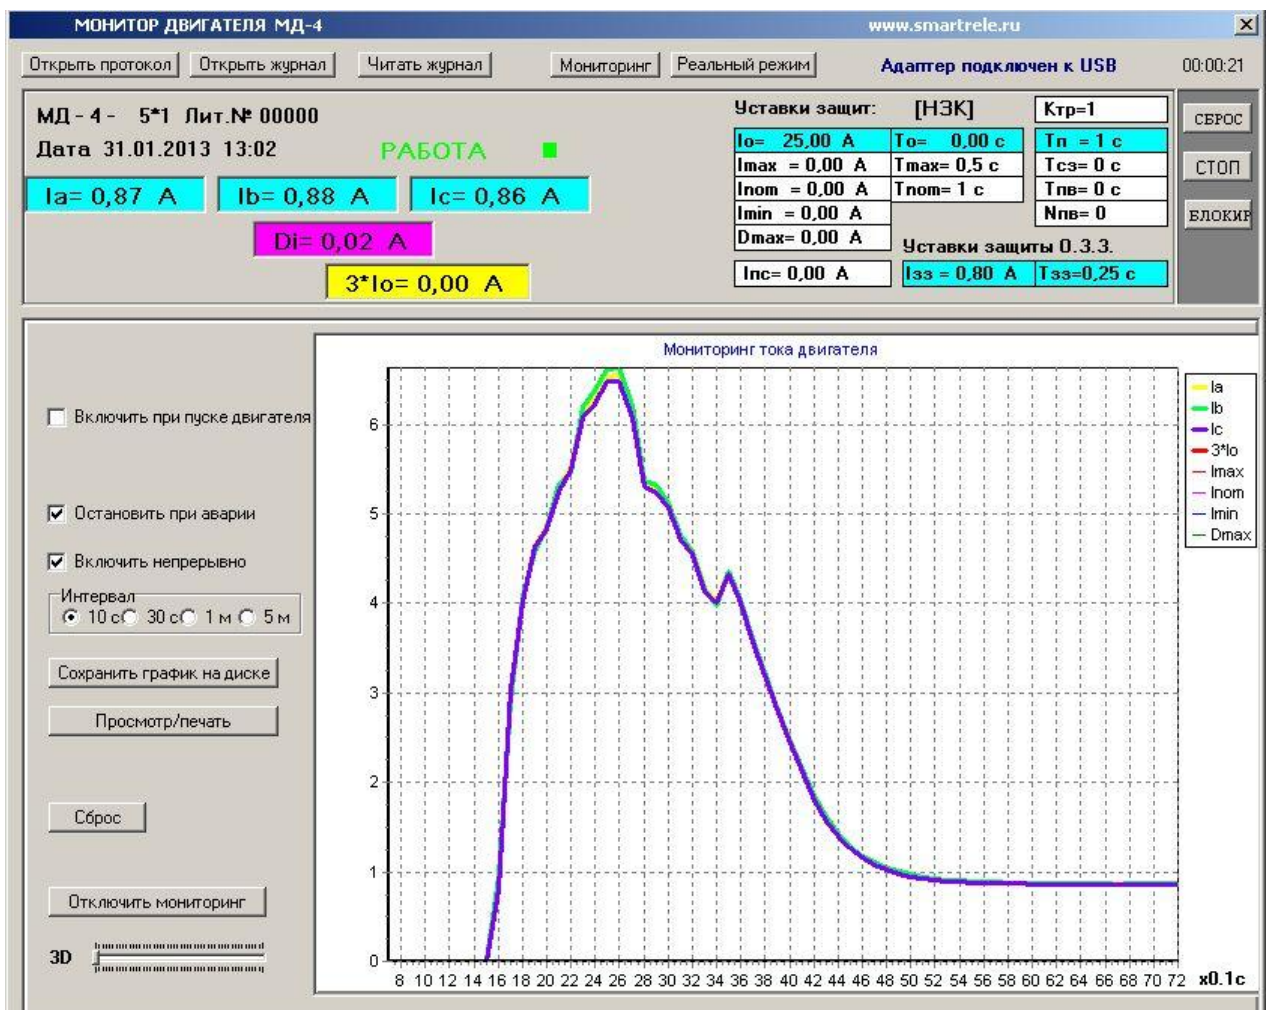 МОНИТОР ДВИГАТЕЛЯ МД-4 www.smartrele.ru
Открыть протокол Открыть журнал Читать журнал Мониторинг Реальный режим Адаптер подключен к USB 00:00:21
МД - 4 - 5*1 Лит.№ 00000
Дата 31.01.2013 13:02 РАБОТА
Ia= 0,87 A Ib= 0,88 A Ic= 0,86 A
Di= 0,02 A
3*Io= 0,00 A
Уставки защит: [НЗК] Ктр=1
Io= 25,00 A To= 0,00 c Тп = 1 c
Imax = 0,00 A Tmax= 0,5 c Тсз= 0 c
Inom = 0,00 A Tnom= 1 c Тпв= 0 c
Imin = 0,00 A Nпв= 0
Dmax= 0,00 A Уставки защиты О.З.З.
Inc= 0,00 A Iзз = 0,80 A Тзз=0,25 c
СБРОС
СТОП
БЛОКИР
Включить при пуске двигателя
Остановить при аварии
Включить непрерывно
Интервал
10 с 30 с 1 м 5 м
Сохранить график на диске
Просмотр/печать
Сброс
Отключить мониторинг
3D
Мониторинг тока двигателя
6
5
4
3
2
1
0
8 10 12 14 16 18 20 22 24 26 28 30 32 34 36 38 40 42 44 46 48 50 52 54 56 58 60 62 64 66 68 70 72 x0.1c
Ia
Ib
Ic
3*Io
Imax
Inom
Imin
Dmax